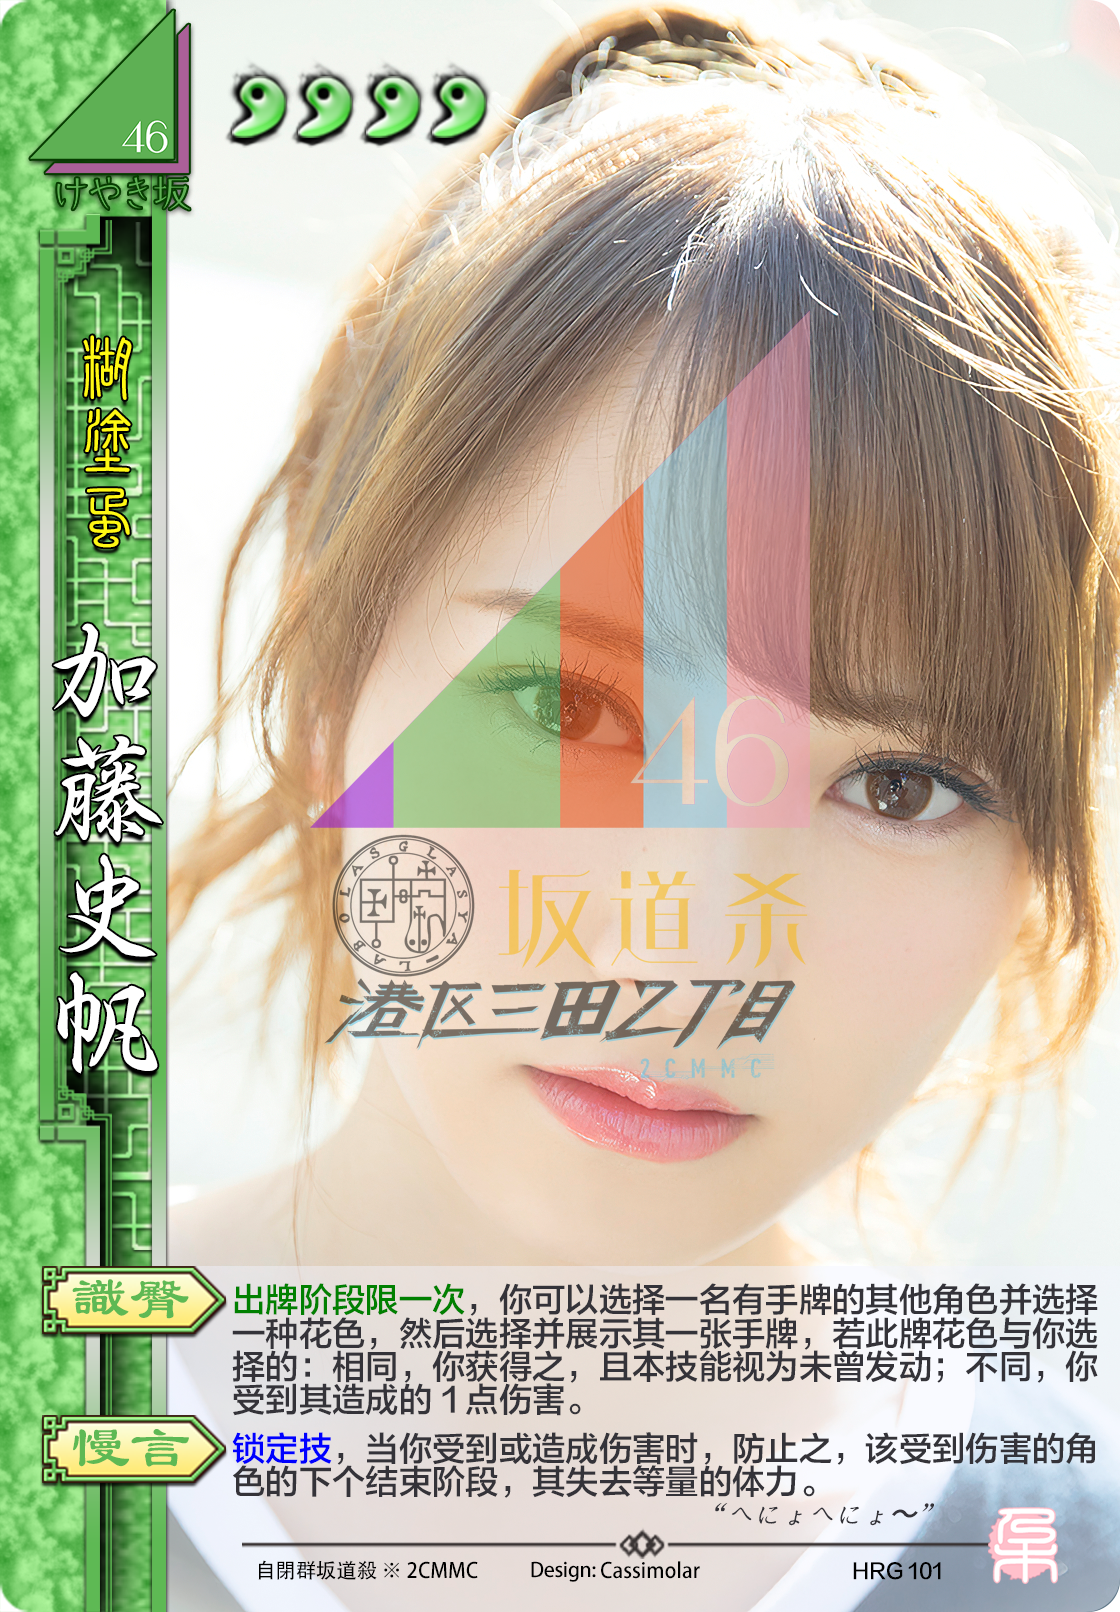 46
けやき坂
糊塗蛋
加藤史帆
46
GLASYALABOLAS
坂道杀
港区三田乙丁目
2CMMC
識臀
出牌阶段限一次，你可以选择一名有手牌的其他角色并选择
一种花色，然后选择并展示其一张手牌，若此牌花色与你选
择的：相同，你获得之，且本技能视为未曾发动；不同，你
受到其造成的1点伤害。
慢言
锁定技，当你受到或造成伤害时，防止之，该受到伤害的角
色的下个结束阶段，其失去等量的体力。
“へにょへにょ〜”
自閉群坂道殺 ※ 2CMMC
Design: Cassimolar
HRG 101